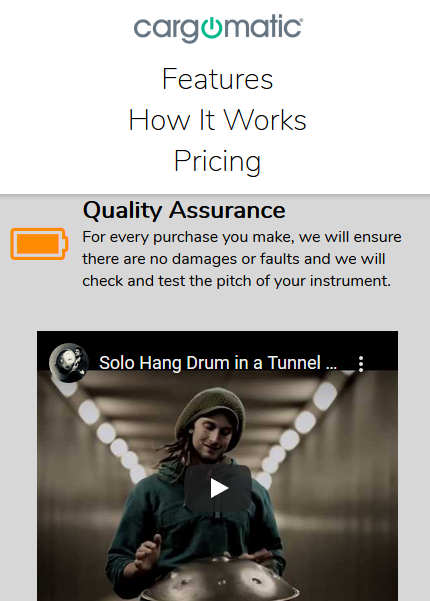 cargomatic®
Features
How It Works
Pricing
Quality Assurance
For every purchase you make, we will ensure
there are no damages or faults and we will
check and test the pitch of your instrument.
Solo Hang Drum in a Tunnel ...